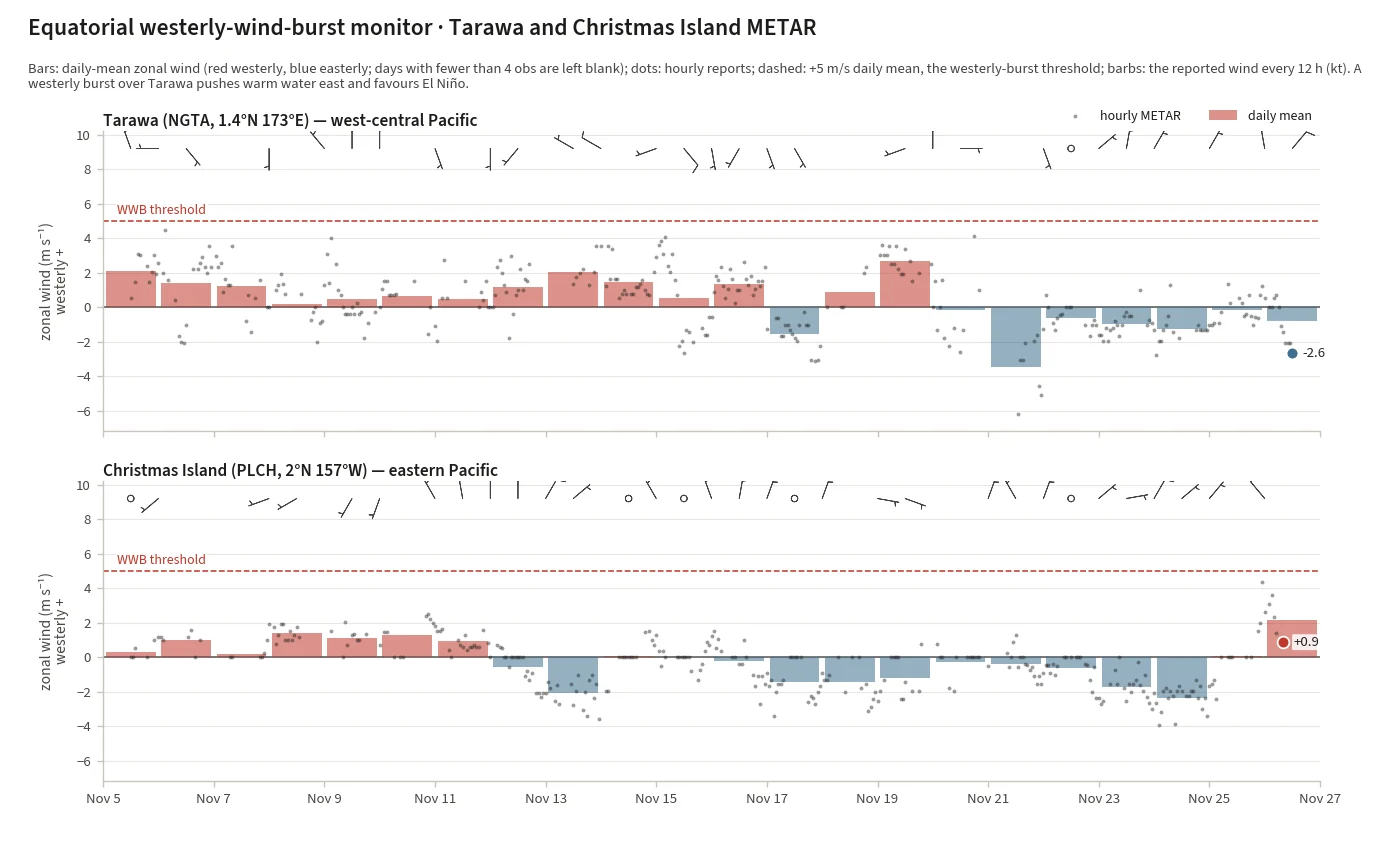 Equatorial westerly-wind-burst monitor · Tarawa and Christmas Island METAR
Bars: daily-mean zonal wind (red westerly, blue easterly; days with fewer than 4 obs are left blank); dots: hourly reports; dashed: +5 m/s daily mean, the westerly-burst threshold; barbs: the reported wind every 12 h (kt). A
westerly burst over Tarawa pushes warm water east and favours El Niño.
Tarawa (NGTA, 1.4°N 173°E) — west-central Pacific
hourly METAR
daily mean
10
8
6
4
2
0
−2
−4
−6
zonal wind (m s⁻¹)
westerly +
WWB threshold
-2.6
Christmas Island (PLCH, 2°N 157°W) — eastern Pacific
10
8
6
4
2
0
−2
−4
−6
zonal wind (m s⁻¹)
westerly +
WWB threshold
+0.9
Nov 5
Nov 7
Nov 9
Nov 11
Nov 13
Nov 15
Nov 17
Nov 19
Nov 21
Nov 23
Nov 25
Nov 27